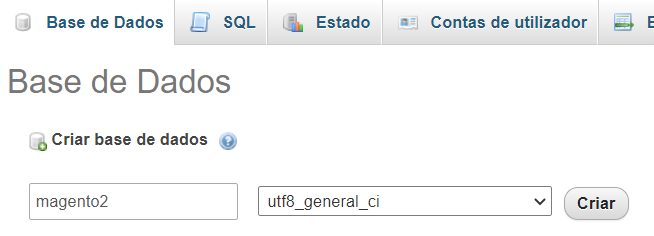 Base de Dados SQL Estado Contas de utilizador
Base de Dados
Criar base de dados
magento2 utf8_general_ci Criar